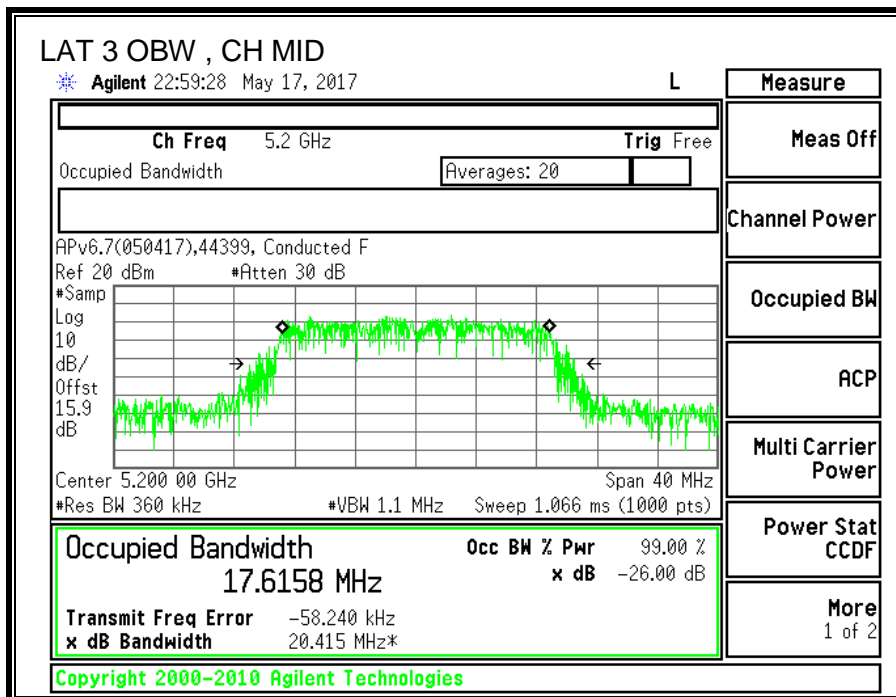 LAT 3 OBW , CH MID
Agilent 22:59:28 May 17, 2017 L
Measure
Ch Freq 5.2 GHz Trig Free
Occupied Bandwidth Averages: 20
APv6.7(050417),44399, Conducted F
Ref 20 dBm #Atten 30 dB
#Samp
Log
10
dB/
Offst
15.9
dB
Center 5.200 00 GHz Span 40 MHz
#Res BW 360 kHz #VBW 1.1 MHz Sweep 1.066 ms (1000 pts)
Occupied Bandwidth Occ BW % Pwr 99.00 %
17.6158 MHz x dB -26.00 dB
Transmit Freq Error -58.240 kHz
x dB Bandwidth 20.415 MHz*
Copyright 2000-2010 Agilent Technologies
Meas Off
Channel Power
Occupied BW
ACP
Multi Carrier
Power
Power Stat
CCDF
More
1 of 2